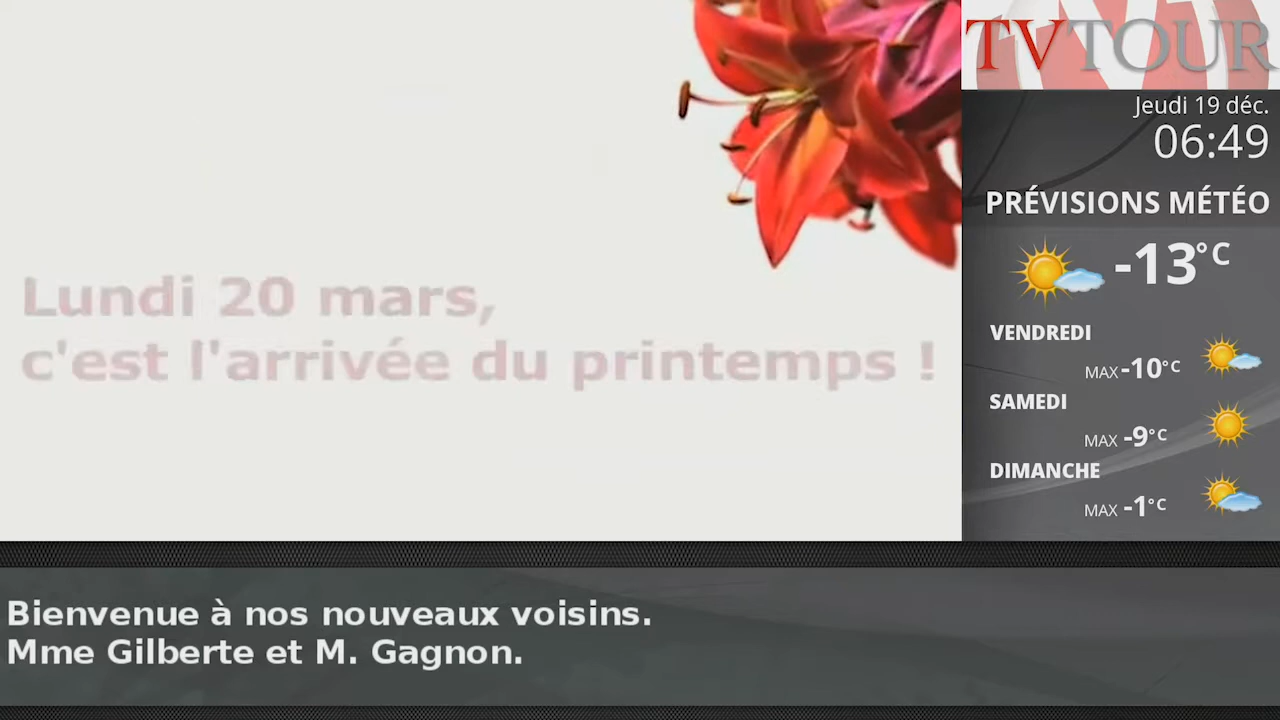 Lundi 20 mars,
c'est l'arrivée du printemps !
TVTOUR
Jeudi 19 déc.
06:49
PRÉVISIONS MÉTÉO
-13°C
VENDREDI
MAX -10°C
SAMEDI
MAX -9°C
DIMANCHE
MAX -1°C
Bienvenue à nos nouveaux voisins.
Mme Gilberte et M. Gagnon.